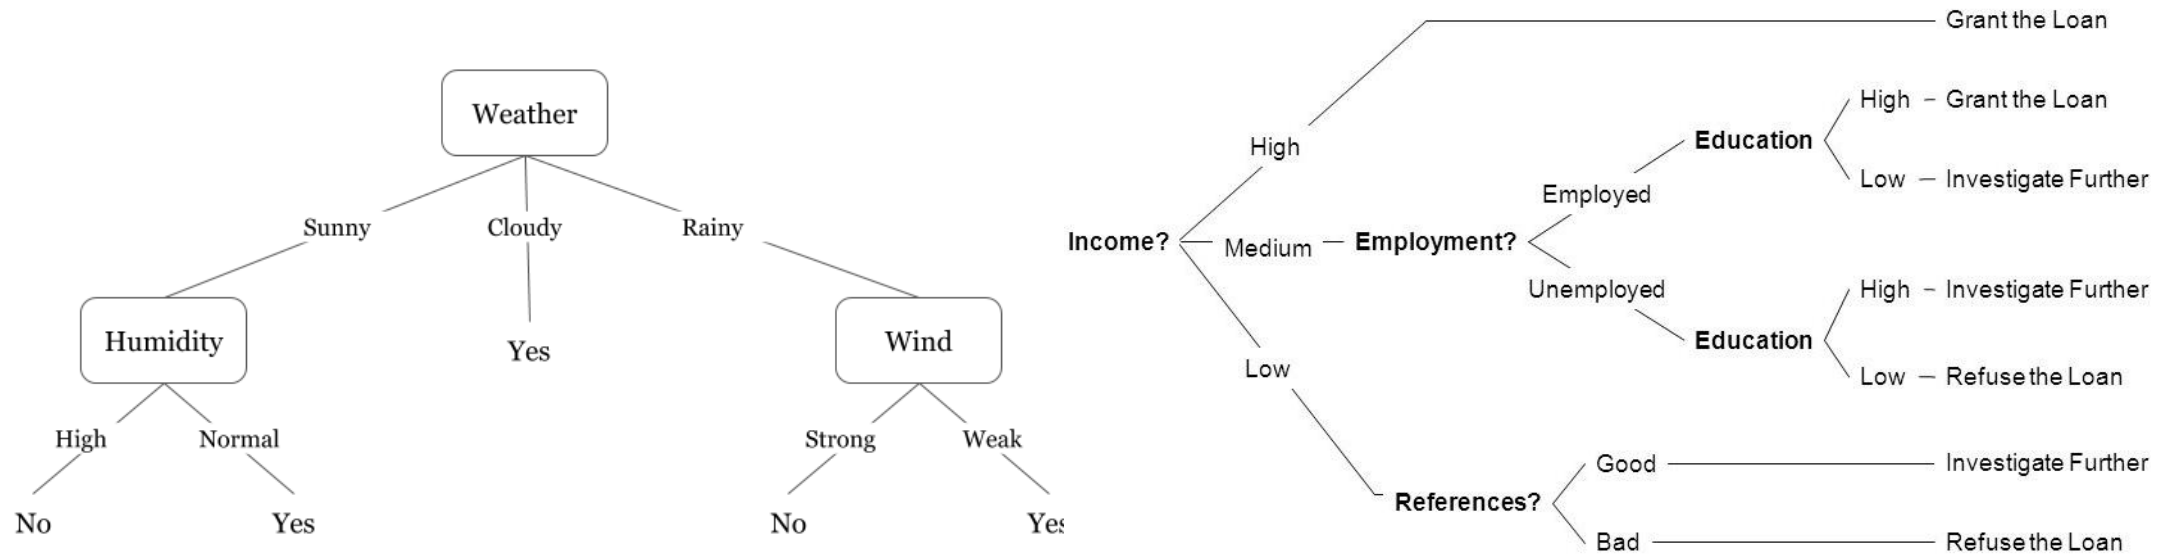 Weather
Sunny
Cloudy
Rainy
Humidity
Yes
Wind
High
Normal
Strong
Weak
No
Yes
No
Yes
Grant the Loan
High
High – Grant the Loan
Education
Low – Investigate Further
Employed
Income?
Medium
Employment?
Unemployed
High – Investigate Further
Education
Low – Refuse the Loan
Low
Good
Investigate Further
References?
Bad
Refuse the Loan